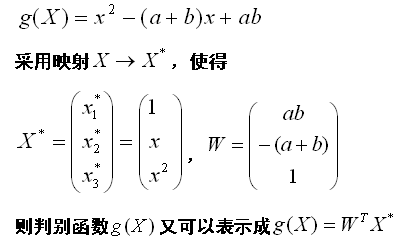 g(X) = x² − (a + b)x + ab
采用映射 X → X*，使得
X* = (x₁*  x₂*  x₃*) = (1  x  x²)，W = (ab  −(a + b)  1)
则判别函数 g(X) 又可以表示成 g(X) = WᵀX*